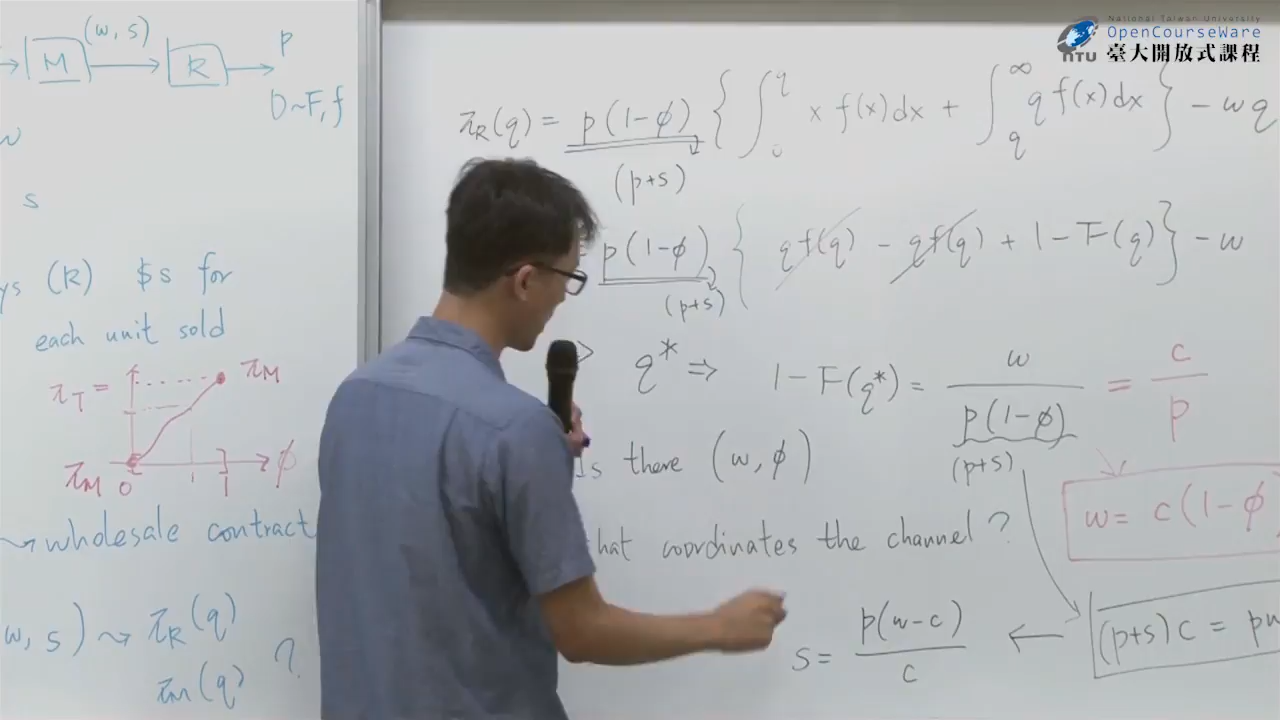 National Taiwan University
OpenCourseWare
NTU 臺大開放式課程
(w, s)
M R p
D~F, f
w
s
ys (R) $s for
each unit sold
π_T = π_M
π_M 0 1 1 φ
⤳ wholesale contract
w, s) ⤳ π_R(q)
π_M(q) ?
π_R(q) = p(1-φ) { ∫_0^q x f(x)dx + ∫_q^∞ q f(x)dx } - wq
(p+s)
p(1-φ) { q f(q) - q f(q) + 1-F(q) } - w
(p+s)
q* ⇒ 1-F(q*) = w / p(1-φ) = c / p
(p+s)
Is there (w, φ)
w = c(1-φ
hat coordinates the channel ?
s = p(w-c) / c ← (p+s)c = pw